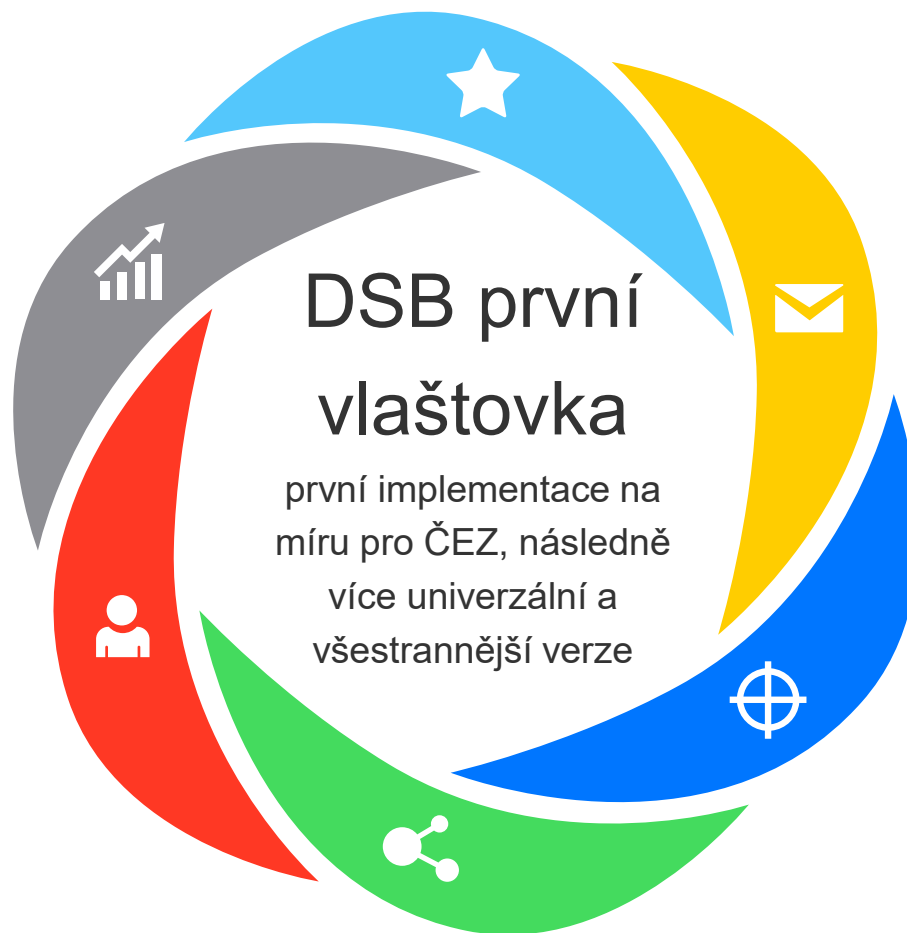 DSB první
vlaštovka
první implementace na
míru pro ČEZ, následně
více univerzální a
všestrannější verze